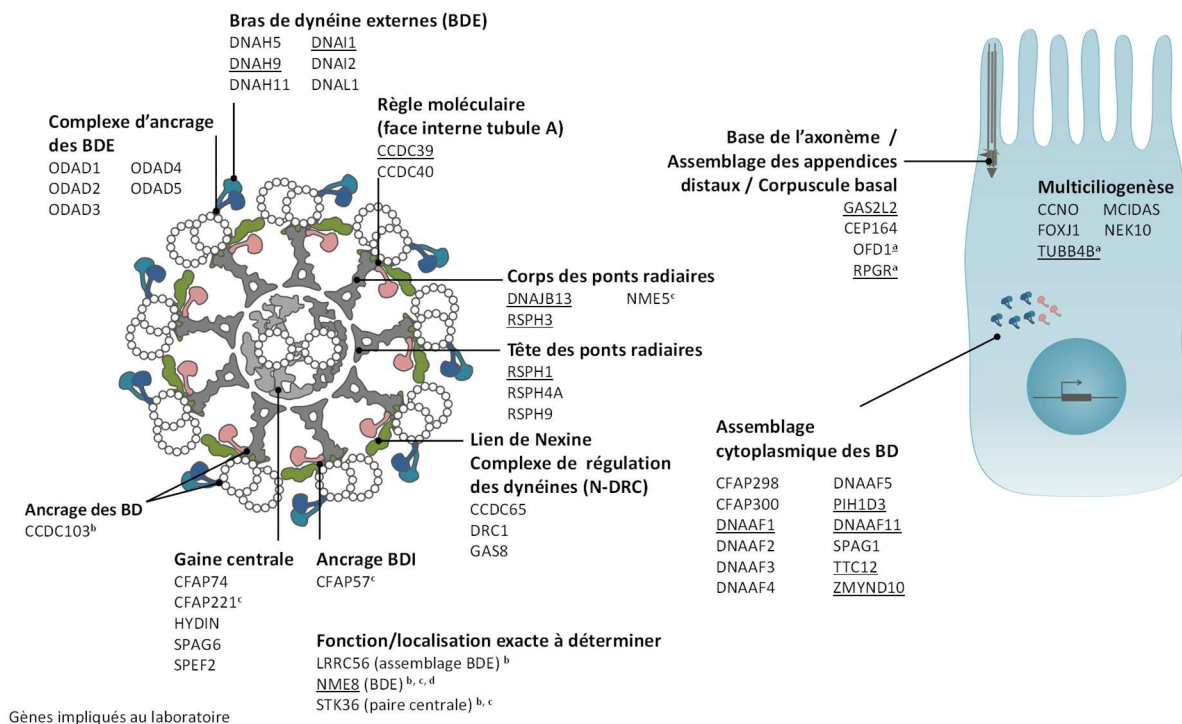 Bras de dynéine externes (BDE)
DNAH5 DNAI1
DNAH9 DNAI2
DNAH11 DNAL1
Complexe d'ancrage
des BDE
ODAD1 ODAD4
ODAD2 ODAD5
ODAD3
Règle moléculaire
(face interne tubule A)
CCDC39
CCDC40
Corps des ponts radiaires
DNAJB13 NME5ᶜ
RSPH3
Tête des ponts radiaires
RSPH1
RSPH4A
RSPH9
Lien de Nexine
Complexe de régulation
des dynéines (N-DRC)
CCDC65
DRC1
GAS8
Ancrage des BD
CCDC103ᵇ
Gaine centrale
CFAP74
CFAP221ᶜ
HYDIN
SPAG6
SPEF2
Ancrage BDI
CFAP57ᶜ
Fonction/localisation exacte à déterminer
LRRC56 (assemblage BDE) ᵇ
NME8 (BDE) ᵇ, ᶜ, ᵈ
STK36 (paire centrale) ᵇ, ᶜ
Base de l'axonème /
Assemblage des appendices
distaux / Corpuscule basal
GAS2L2
CEP164
OFD1ᵃ
RPGRᵃ
Multiciliogenèse
CCNO MCIDAS
FOXJ1 NEK10
TUBB4Bᵃ
Assemblage
cytoplasmique des BD
CFAP298 DNAAF5
CFAP300 PIH1D3
DNAAF1 DNAAF11
DNAAF2 SPAG1
DNAAF3 TTC12
DNAAF4 ZMYND10
Gènes impliqués au laboratoire